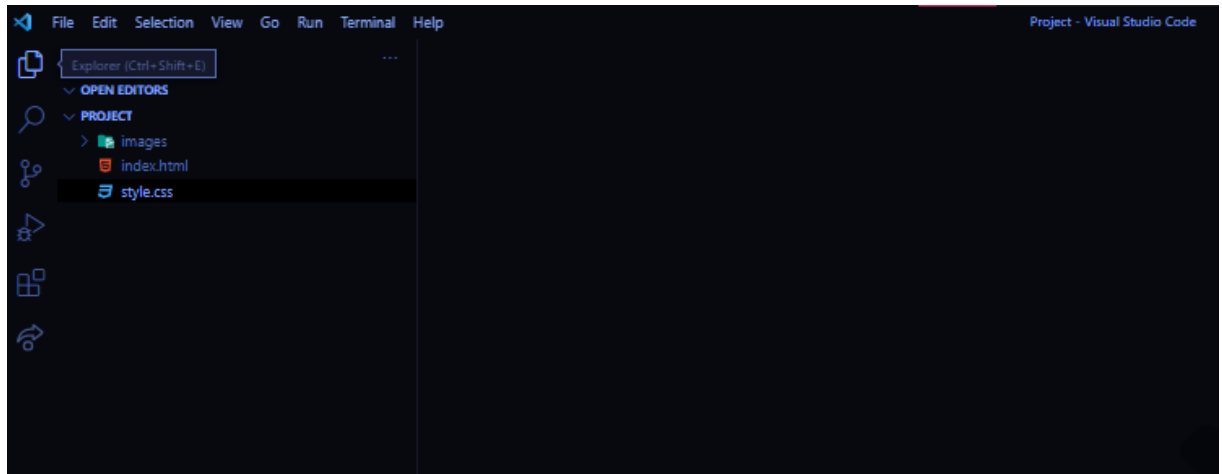 File Edit Selection View Go Run Terminal Help Project - Visual Studio Code
Explorer (Ctrl+Shift+E) ...
OPEN EDITORS
PROJECT
images
index.html
style.css